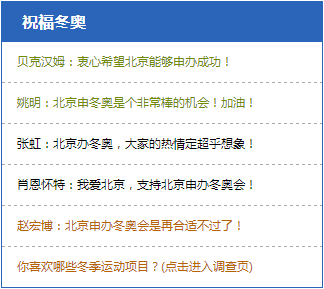 祝福冬奥
贝克汉姆：衷心希望北京能够申办成功！
姚明：北京申冬奥是个非常棒的机会！加油！
张虹：北京办冬奥，大家的热情定超乎想象！
肖恩怀特：我爱北京，支持北京申办冬奥会！
赵宏博：北京申办冬奥会是再合适不过了！
你喜欢哪些冬季运动项目？(点击进入调查页)